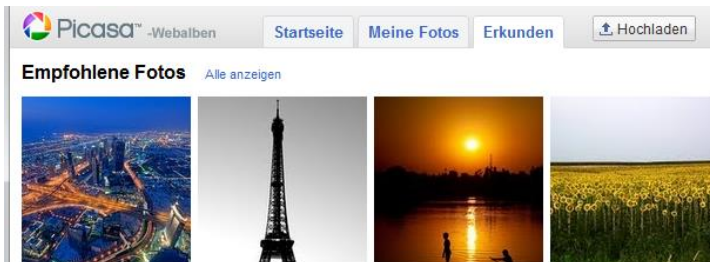 Picasa™ -Webalben
Startseite
Meine Fotos
Erkunden
Hochladen
Empfohlene Fotos
Alle anzeigen